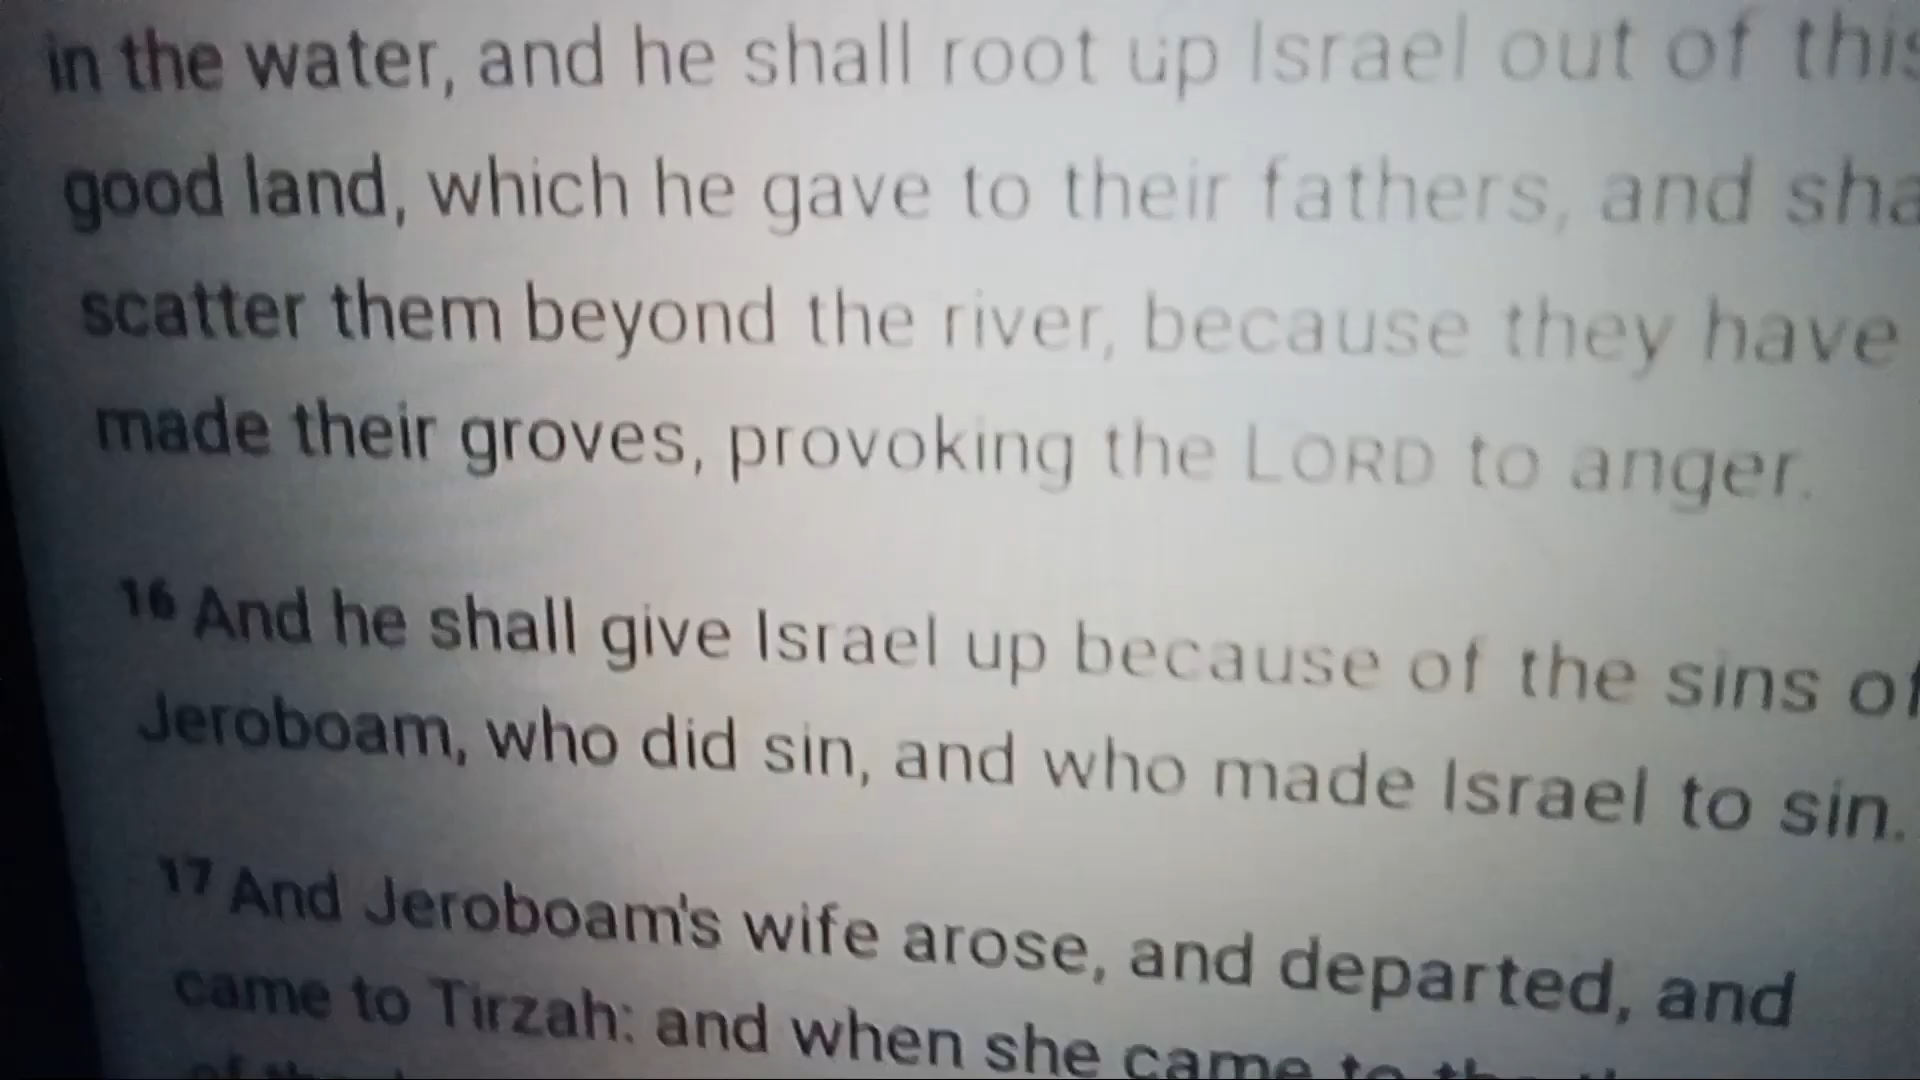 in the water, and he shall root up Israel out of this
good land, which he gave to their fathers, and sha
scatter them beyond the river, because they have
made their groves, provoking the LORD to anger.
16 And he shall give Israel up because of the sins of
Jeroboam, who did sin, and who made Israel to sin.
17 And Jeroboam's wife arose, and departed, and
came to Tirzah: and when she came to